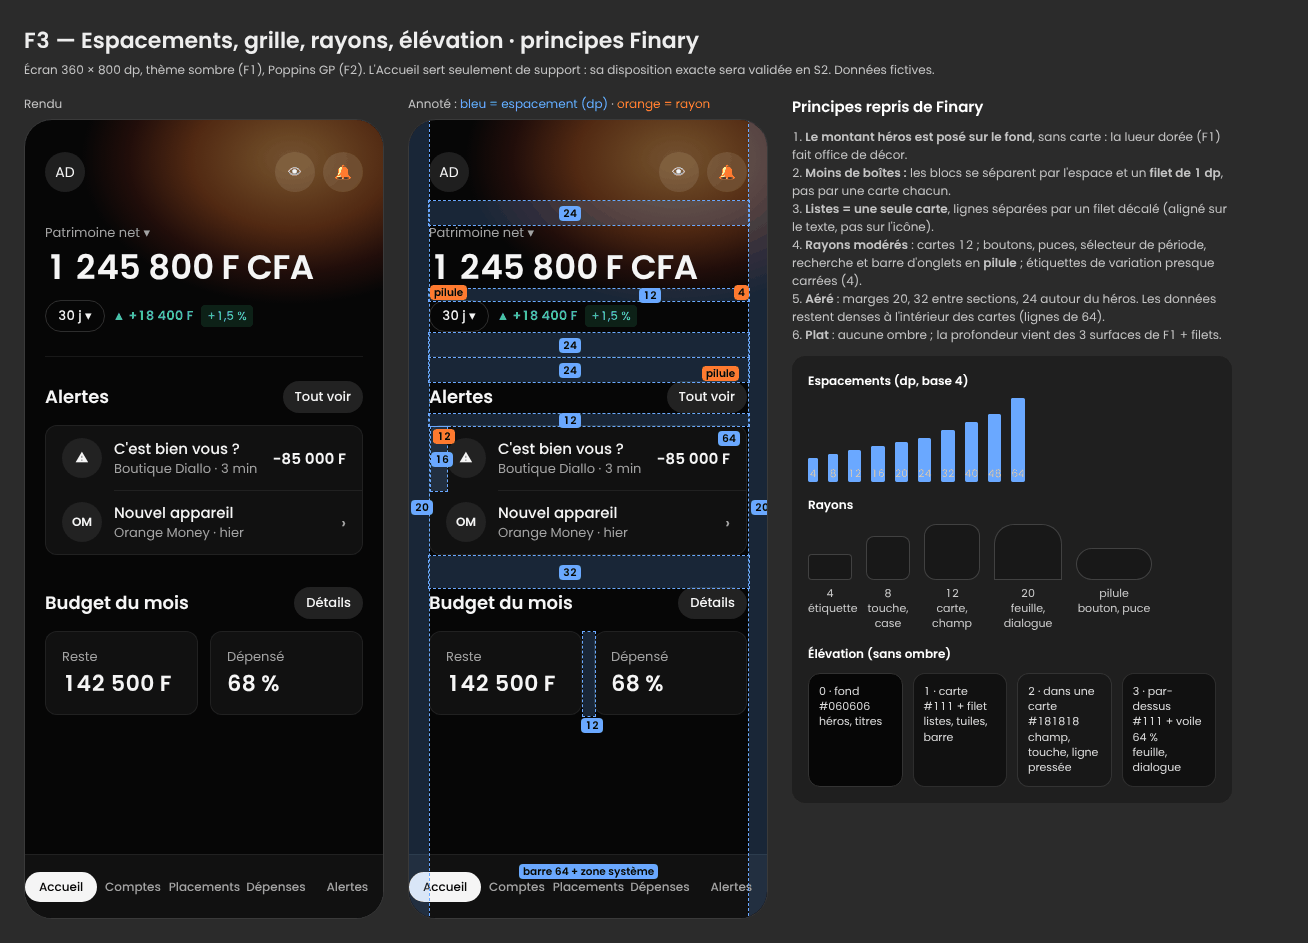 F3 — Espacements, grille, rayons, élévation · principes Finary
Écran 360 × 800 dp, thème sombre (F1), Poppins GP (F2). L'Accueil sert seulement de support : sa disposition exacte sera validée en S2. Données fictives.
Rendu
AD
Patrimoine net ▾
1 245 800 F CFA
30 j ▾ ▲ +18 400 F +1,5 %
Alertes Tout voir
C'est bien vous ?
Boutique Diallo · 3 min
−85 000 F
OM
Nouvel appareil
Orange Money · hier
›
Budget du mois Détails
Reste
142 500 F
Dépensé
68 %
Accueil Comptes Placements Dépenses Alertes
Annoté : bleu = espacement (dp) · orange = rayon
AD
24
Patrimoine net ▾
1 245 800 F CFA
pilule 12 4
30 j ▾ ▲ +18 400 F +1,5 %
24
24
pilule
Alertes Tout voir
12
12
64
16
C'est bien vous ?
Boutique Diallo · 3 min
−85 000 F
20
20
Nouvel appareil
OM
Orange Money · hier
›
32
Budget du mois Détails
Reste
142 500 F
Dépensé
68 %
12
barre 64 + zone système
Accueil Comptes Placements Dépenses Alertes
Principes repris de Finary
1. Le montant héros est posé sur le fond, sans carte : la lueur dorée (F1)
fait office de décor.
2. Moins de boîtes : les blocs se séparent par l'espace et un filet de 1 dp,
pas par une carte chacun.
3. Listes = une seule carte, lignes séparées par un filet décalé (aligné sur
le texte, pas sur l'icône).
4. Rayons modérés : cartes 12 ; boutons, puces, sélecteur de période,
recherche et barre d'onglets en pilule ; étiquettes de variation presque
carrées (4).
5. Aéré : marges 20, 32 entre sections, 24 autour du héros. Les données
restent denses à l'intérieur des cartes (lignes de 64).
6. Plat : aucune ombre ; la profondeur vient des 3 surfaces de F1 + filets.
Espacements (dp, base 4)
4 8 12 16 20 24 32 40 48 64
Rayons
4
étiquette
8
touche,
case
12
carte,
champ
20
feuille,
dialogue
pilule
bouton, puce
Élévation (sans ombre)
0 · fond
#060606
héros, titres
1 · carte
#111 + filet
listes, tuiles,
barre
2 · dans une
carte
#181818
champ,
touche, ligne
pressée
3 · par-
dessus
#111 + voile
64 %
feuille,
dialogue